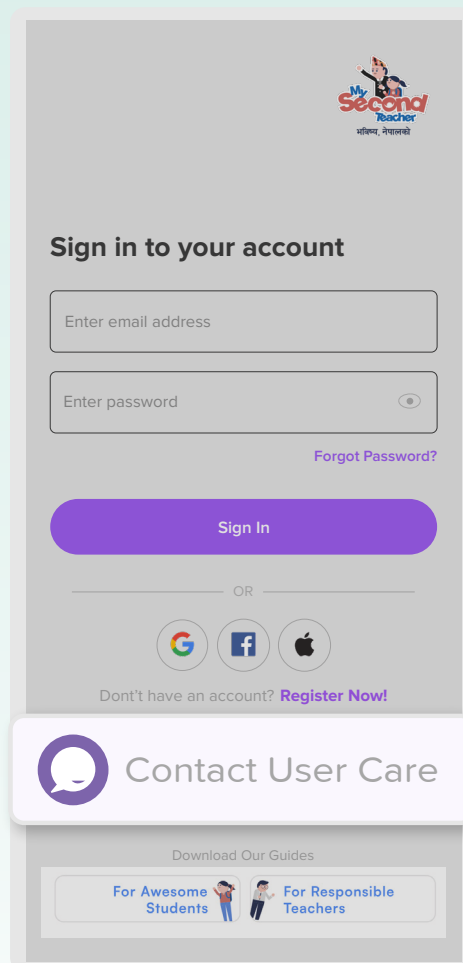 My
Second
Teacher
भविष्य, नेपालको
Sign in to your account
Enter email address
Enter password
Forgot Password?
Sign In
OR
Dont't have an account? Register Now!
Contact User Care
Download Our Guides
For Awesome
Students
For Responsible
Teachers